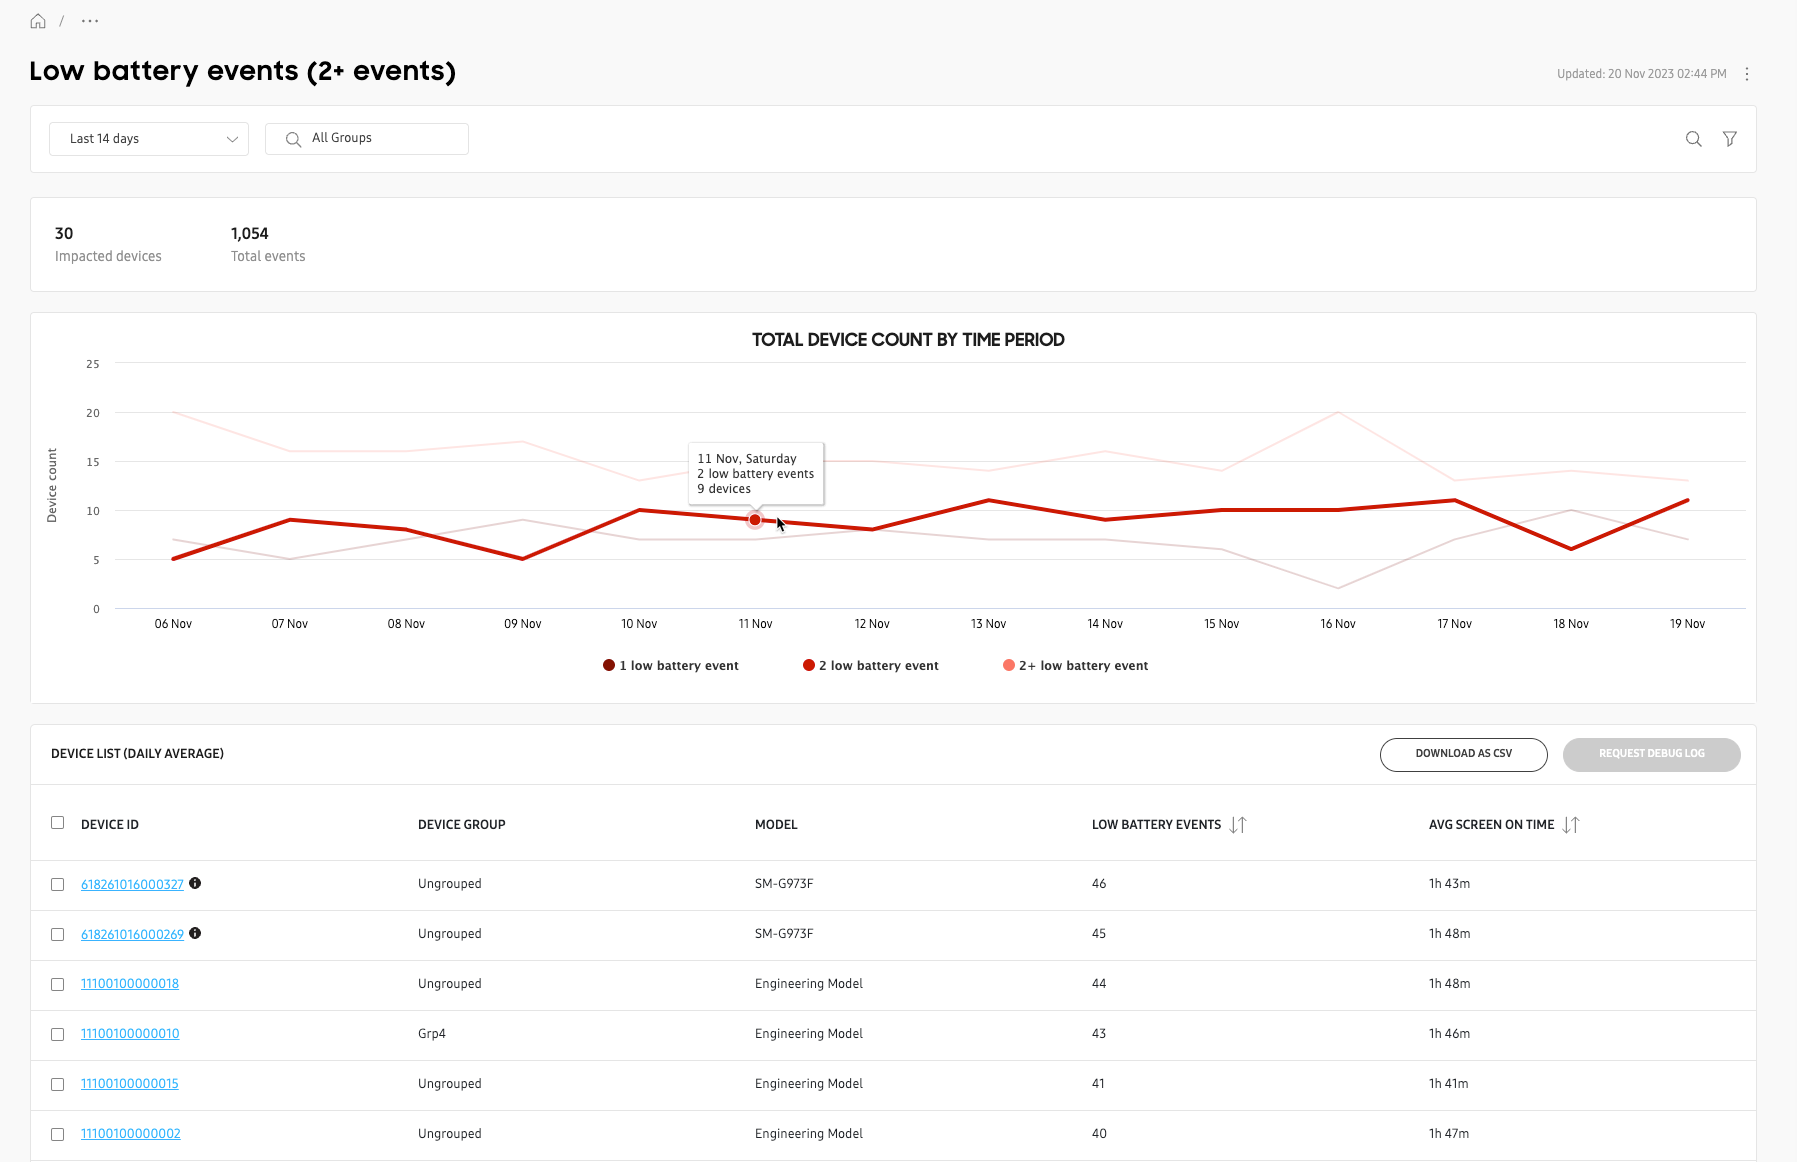 / ...
Low battery events (2+ events)
Updated: 20 Nov 2023 02:44 PM
Last 14 days
All Groups
30
Impacted devices
1,054
Total events
TOTAL DEVICE COUNT BY TIME PERIOD
25
20
15
10
5
0
Device count
11 Nov, Saturday
2 low battery events
9 devices
06 Nov 07 Nov 08 Nov 09 Nov 10 Nov 11 Nov 12 Nov 13 Nov 14 Nov 15 Nov 16 Nov 17 Nov 18 Nov 19 Nov
1 low battery event 2 low battery event 2+ low battery event
DEVICE LIST (DAILY AVERAGE)
DOWNLOAD AS CSV
REQUEST DEBUG LOG
DEVICE ID DEVICE GROUP MODEL LOW BATTERY EVENTS AVG SCREEN ON TIME
618261016000327 Ungrouped SM-G973F 46 1h 43m
618261016000269 Ungrouped SM-G973F 45 1h 48m
11100100000018 Ungrouped Engineering Model 44 1h 48m
11100100000010 Grp4 Engineering Model 43 1h 46m
11100100000015 Ungrouped Engineering Model 41 1h 41m
11100100000002 Ungrouped Engineering Model 40 1h 47m